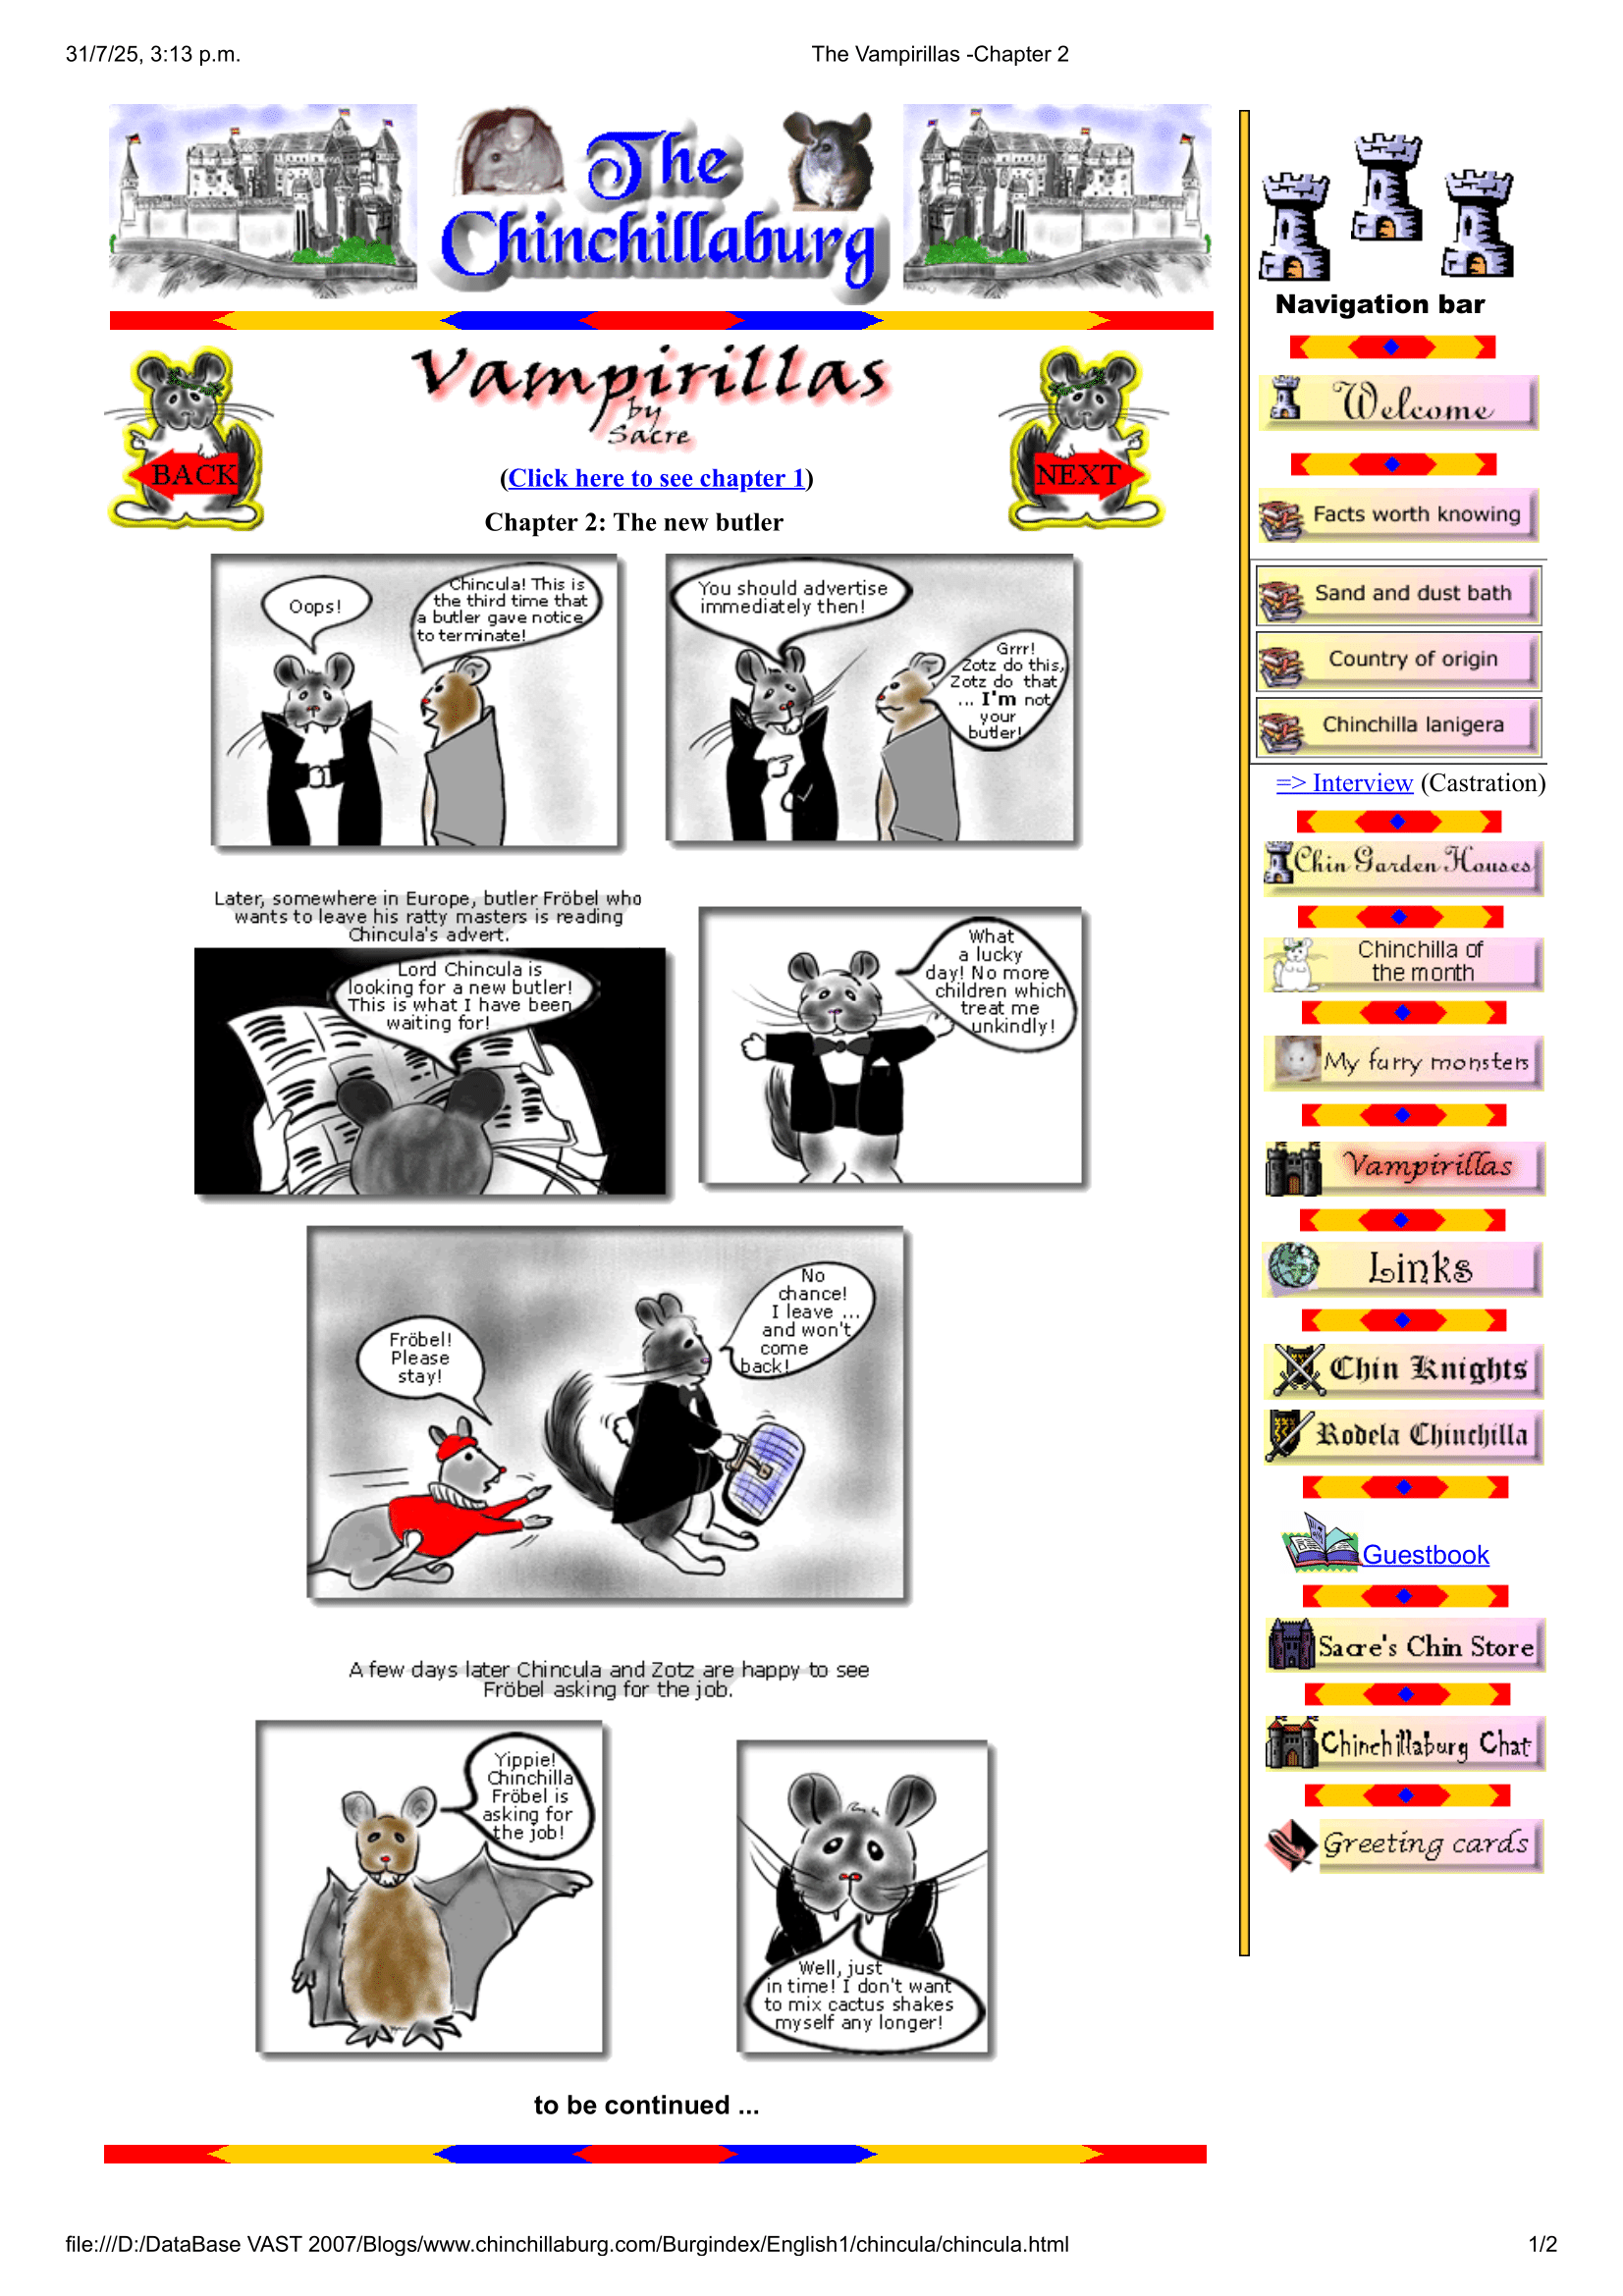 31/7/25, 3:13 p.m.
The Vampirillas -Chapter 2
The
Chinchillaburg
Vampirillas
by
Sacre
BACK
NEXT
(Click here to see chapter 1)
Chapter 2: The new butler
Oops!
Chincula! This is
the third time that
a butler gave notice
to terminate!
You should advertise
immediately then!
Grrr!
Zotz do this,
Zotz do that
... I'm not
your
butler!
Later, somewhere in Europe, butler Fröbel who
wants to leave his ratty masters is reading
Chincula's advert.
Lord Chincula is
looking for a new butler!
This is what I have been
waiting for!
What
a lucky
day! No more
children which
treat me
unkindly!
Fröbel!
Please
stay!
No
chance!
I leave ...
and won't
come
back!
A few days later Chincula and Zotz are happy to see
Fröbel asking for the job.
Yippie!
Chinchilla
Fröbel is
asking for
the job!
Well, just
in time! I don't want
to mix cactus shakes
myself any longer!
to be continued ...
Navigation bar
Welcome
Facts worth knowing
Sand and dust bath
Country of origin
Chinchilla lanigera
=> Interview (Castration)
Chin Garden Houses
Chinchilla of
the month
My furry monsters
Vampirillas
Links
Chin Knights
Rodela Chinchilla
Guestbook
Sacre's Chin Store
Chinchillaburg Chat
Greeting cards
file:///D:/DataBase VAST 2007/Blogs/www.chinchillaburg.com/Burgindex/English1/chincula/chincula.html
1/2